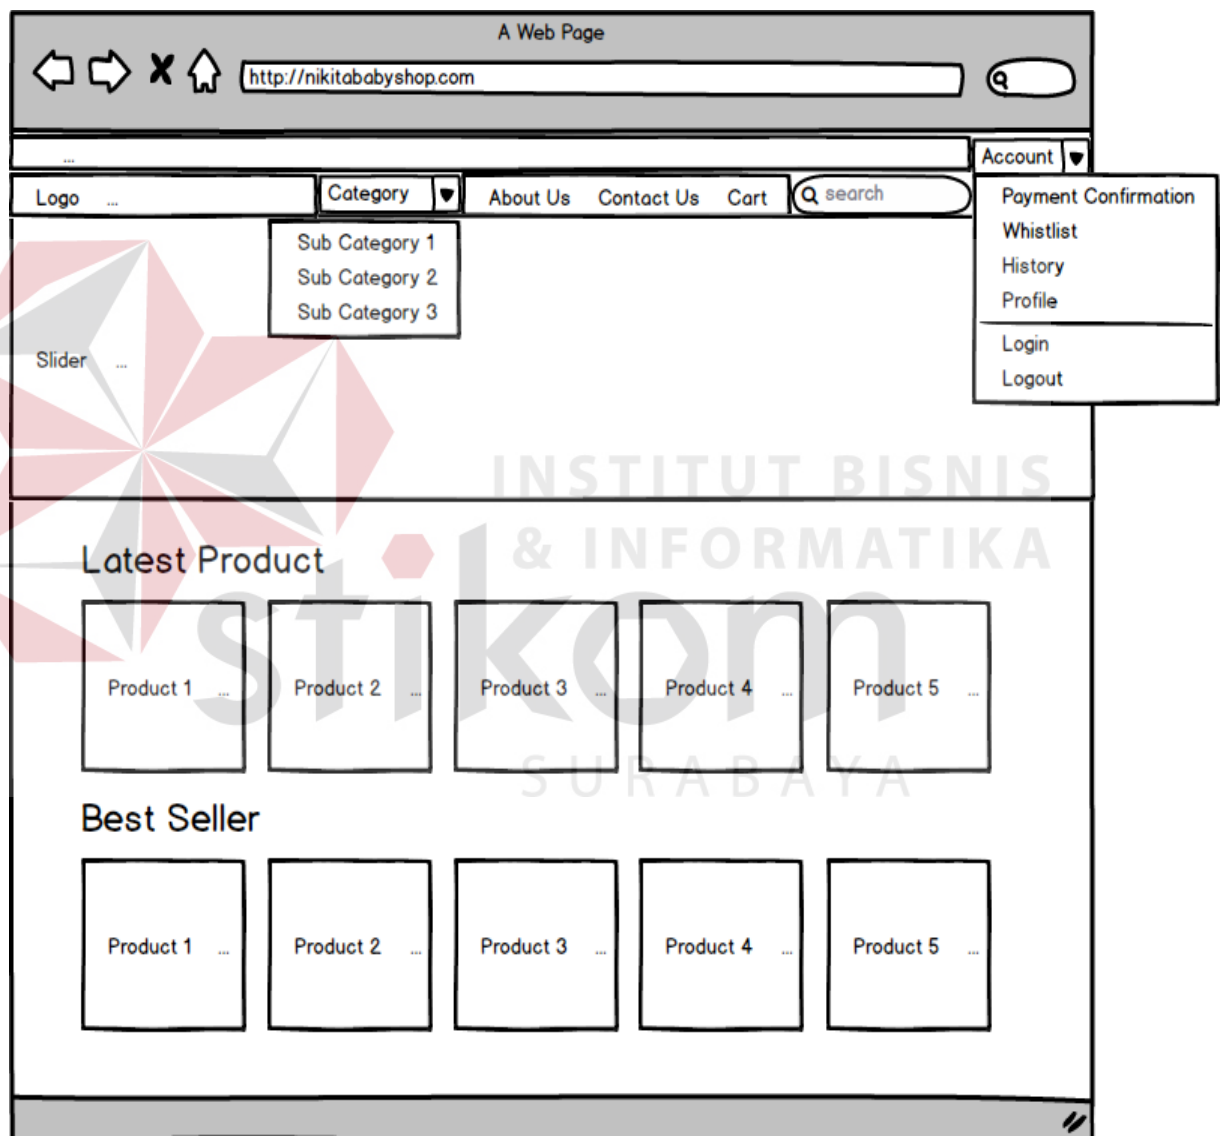 A Web Page
http://nikitababyshop.com
...
Account
Logo ...
Category
About Us Contact Us Cart
search
Payment Confirmation
Whistlist
History
Profile
Login
Logout
Sub Category 1
Sub Category 2
Sub Category 3
Slider ...
INSTITUT BISNIS
& INFORMATIKA
stikom
SURABAYA
Latest Product
Product 1 ...
Product 2 ...
Product 3 ...
Product 4 ...
Product 5 ...
Best Seller
Product 1 ...
Product 2 ...
Product 3 ...
Product 4 ...
Product 5 ...